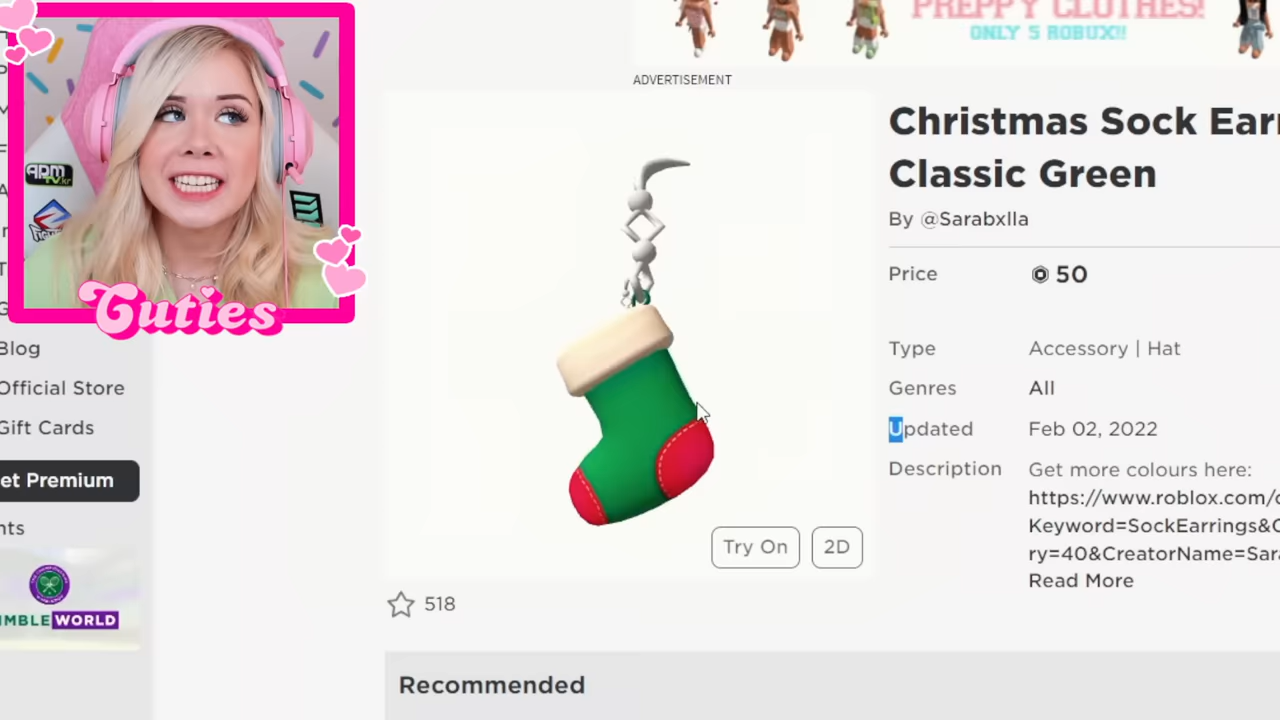 PREPPY CLOTHES!
ONLY 5 ROBUX!!
ADVERTISEMENT
Cuties
Blog
Official Store
Gift Cards
et Premium
nts
MBLEWORLD
Christmas Sock Earr
Classic Green
By @Sarabxlla
Price 50
Type Accessory | Hat
Genres All
Updated Feb 02, 2022
Description Get more colours here:
https://www.roblox.com/c
Keyword=SockEarrings&C
ry=40&CreatorName=Sara
Read More
Try On
2D
518
Recommended